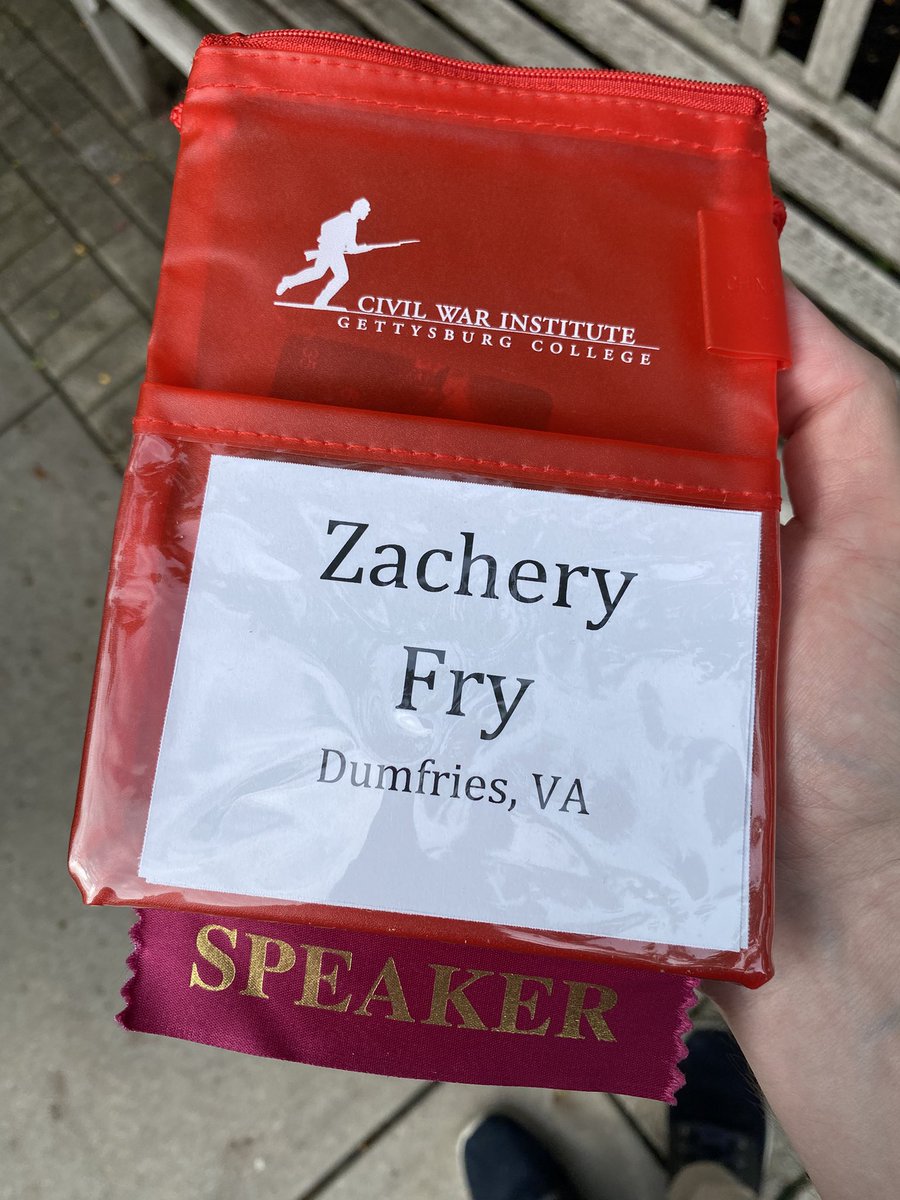 CIVIL WAR INSTITUTE
GETTYSBURG COLLEGE
Zachery
Fry
Dumfries, VA
SPEAKER